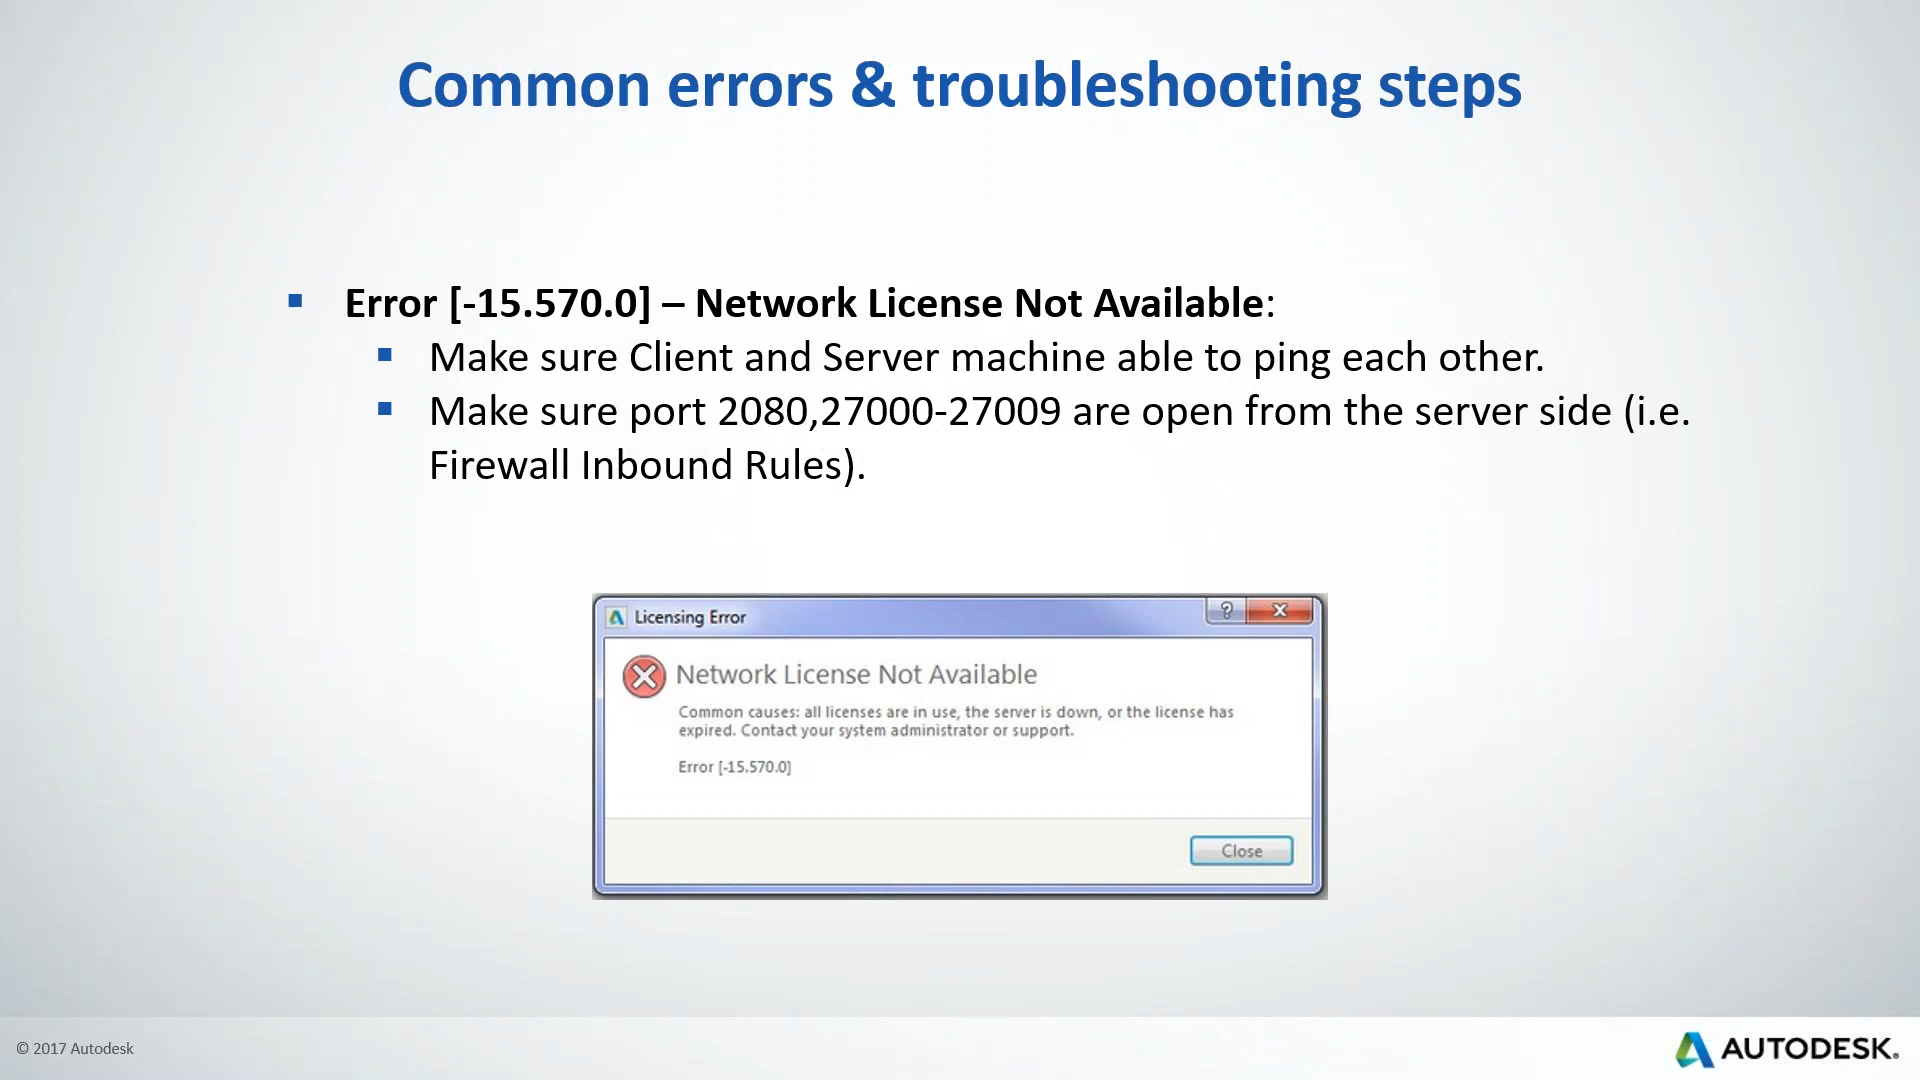 Common errors & troubleshooting steps
▪ Error [-15.570.0] – Network License Not Available:
▪ Make sure Client and Server machine able to ping each other.
▪ Make sure port 2080,27000-27009 are open from the server side (i.e.
Firewall Inbound Rules).
Licensing Error
Network License Not Available
Common causes: all licenses are in use, the server is down, or the license has
expired. Contact your system administrator or support.
Error [-15.570.0]
Close
© 2017 Autodesk
AUTODESK.